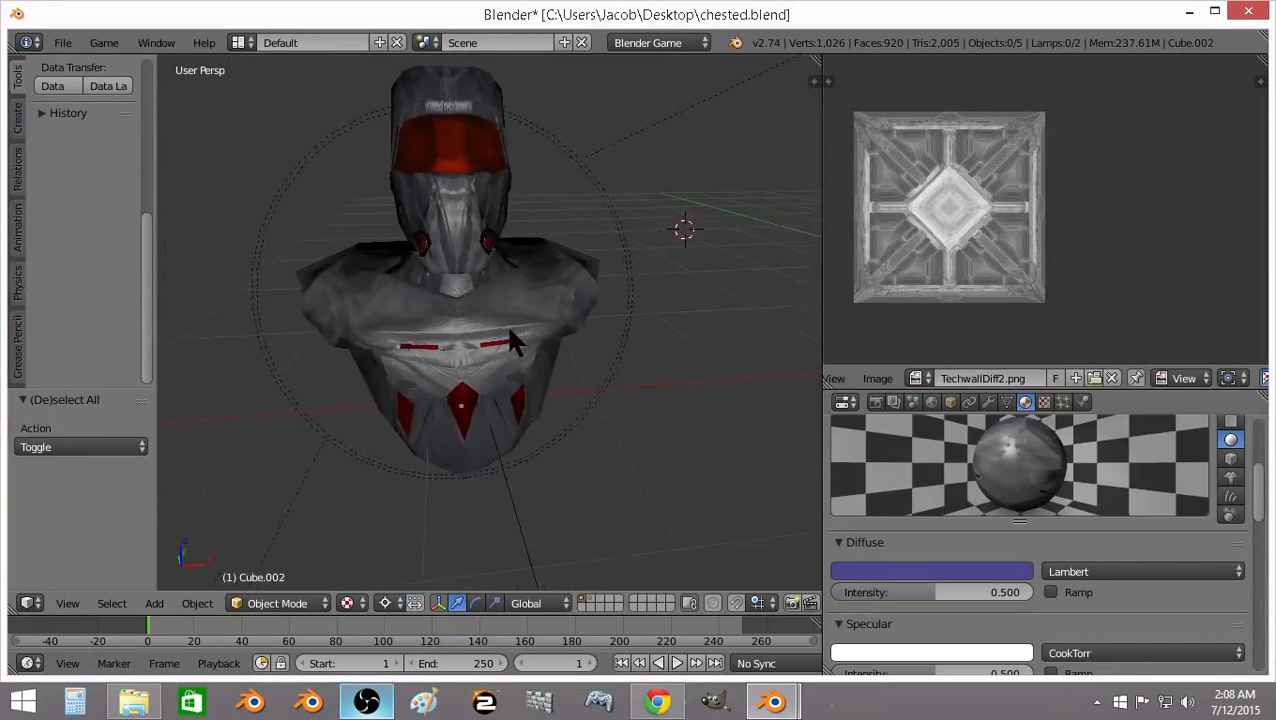 Blender* [C:\Users\Jacob\Desktop\chested.blend]
File Game Window Help Default Scene Blender Game v2.74 | Verts:1,026 | Faces:920 | Tris:2,005 | Objects:0/5 | Lamps:0/2 | Mem:237.61M | Cube.002
Tools
Create
Relations
Animation
Physics
Grease Pencil
Data Transfer:
Data Data La
History
(De)select All
Action
Toggle
User Persp
(1) Cube.002
View Select Add Object Object Mode Global
-40 -20 0 20 40 60 80 100 120 140 160 180 200 220 240 260
View Marker Frame Playback Start: 1 End: 250 1 No Sync
View Image TechwallDiff2.png F View
Diffuse
Lambert
Intensity: 0.500 Ramp
Specular
CookTorr
Intensity: 0.500 Ramp
2:08 AM
7/12/2015